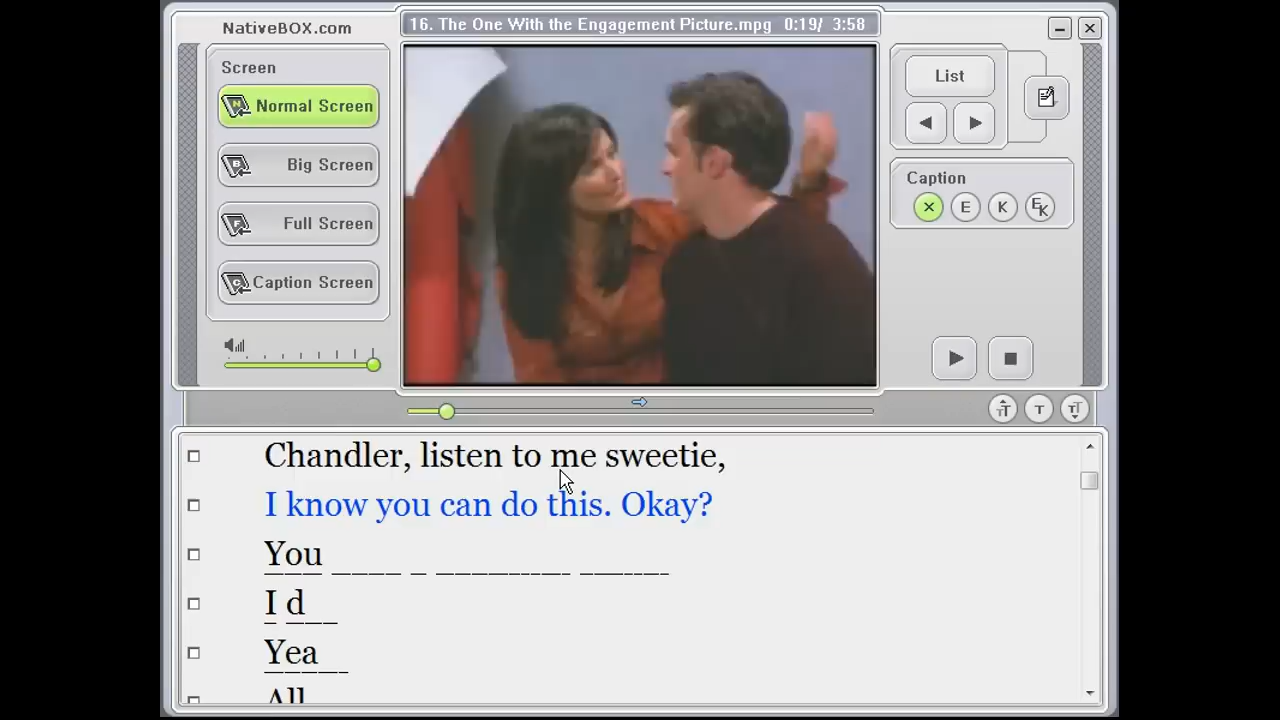 NativeBOX.com
16. The One With the Engagement Picture.mpg 0:19/ 3:58
Screen
Normal Screen
Big Screen
Full Screen
Caption Screen
List
Caption
X E K EK
T T T
Chandler, listen to me sweetie,
I know you can do this. Okay?
You
I d
Yea
All